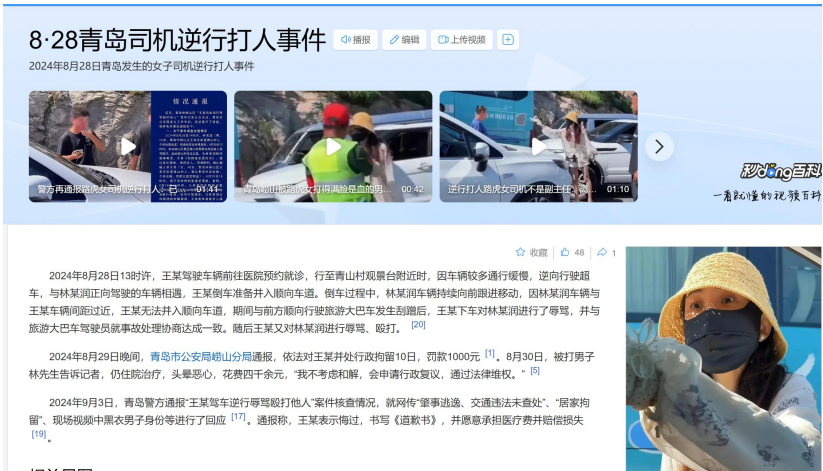 8·28青岛司机逆行打人事件
播报
编辑
上传视频
2024年8月28日青岛发生的女子司机逆行打人事件
情况通报
警方再通报路虎女司机逆行打人、已...
01:41
青岛崂山被路虎女打得满脸是血的男...
00:42
逆行打人路虎女司机不是副主任、
01:10
秒dǒng百科
一看就懂的视频百科
收藏
48
1
2024年8月28日13时许，王某驾驶车辆前往医院预约就诊，行至青山村观景台附近时，因车辆较多通行缓慢，逆向行驶超
车，与林某润正向驾驶的车辆相遇，王某倒车准备并入顺向车道。倒车过程中，林某润车辆持续向前跟进移动，因林某润车辆与
王某车辆间距过近，王某无法并入顺向车道，期间与前方顺向行驶旅游大巴车发生刮蹭后，王某下车对林某润进行了辱骂，并与
旅游大巴车驾驶员就事故处理协商达成一致。随后王某又对林某润进行辱骂、殴打。 [20]
2024年8月29日晚间，青岛市公安局崂山分局通报，依法对王某并处行政拘留10日，罚款1000元 [1]。8月30日，被打男子
林先生告诉记者，仍住院治疗，头晕恶心，花费四千余元，“我不考虑和解，会申请行政复议，通过法律维权。” [5]
2024年9月3日，青岛警方通报“王某驾车逆行辱骂殴打他人”案件核查情况，就网传“肇事逃逸、交通违法未查处”、“居家拘
留”、现场视频中黑衣男子身份等进行了回应 [17]。通报称，王某表示悔过，书写《道歉书》，并愿意承担医疗费并赔偿损失
[19]。